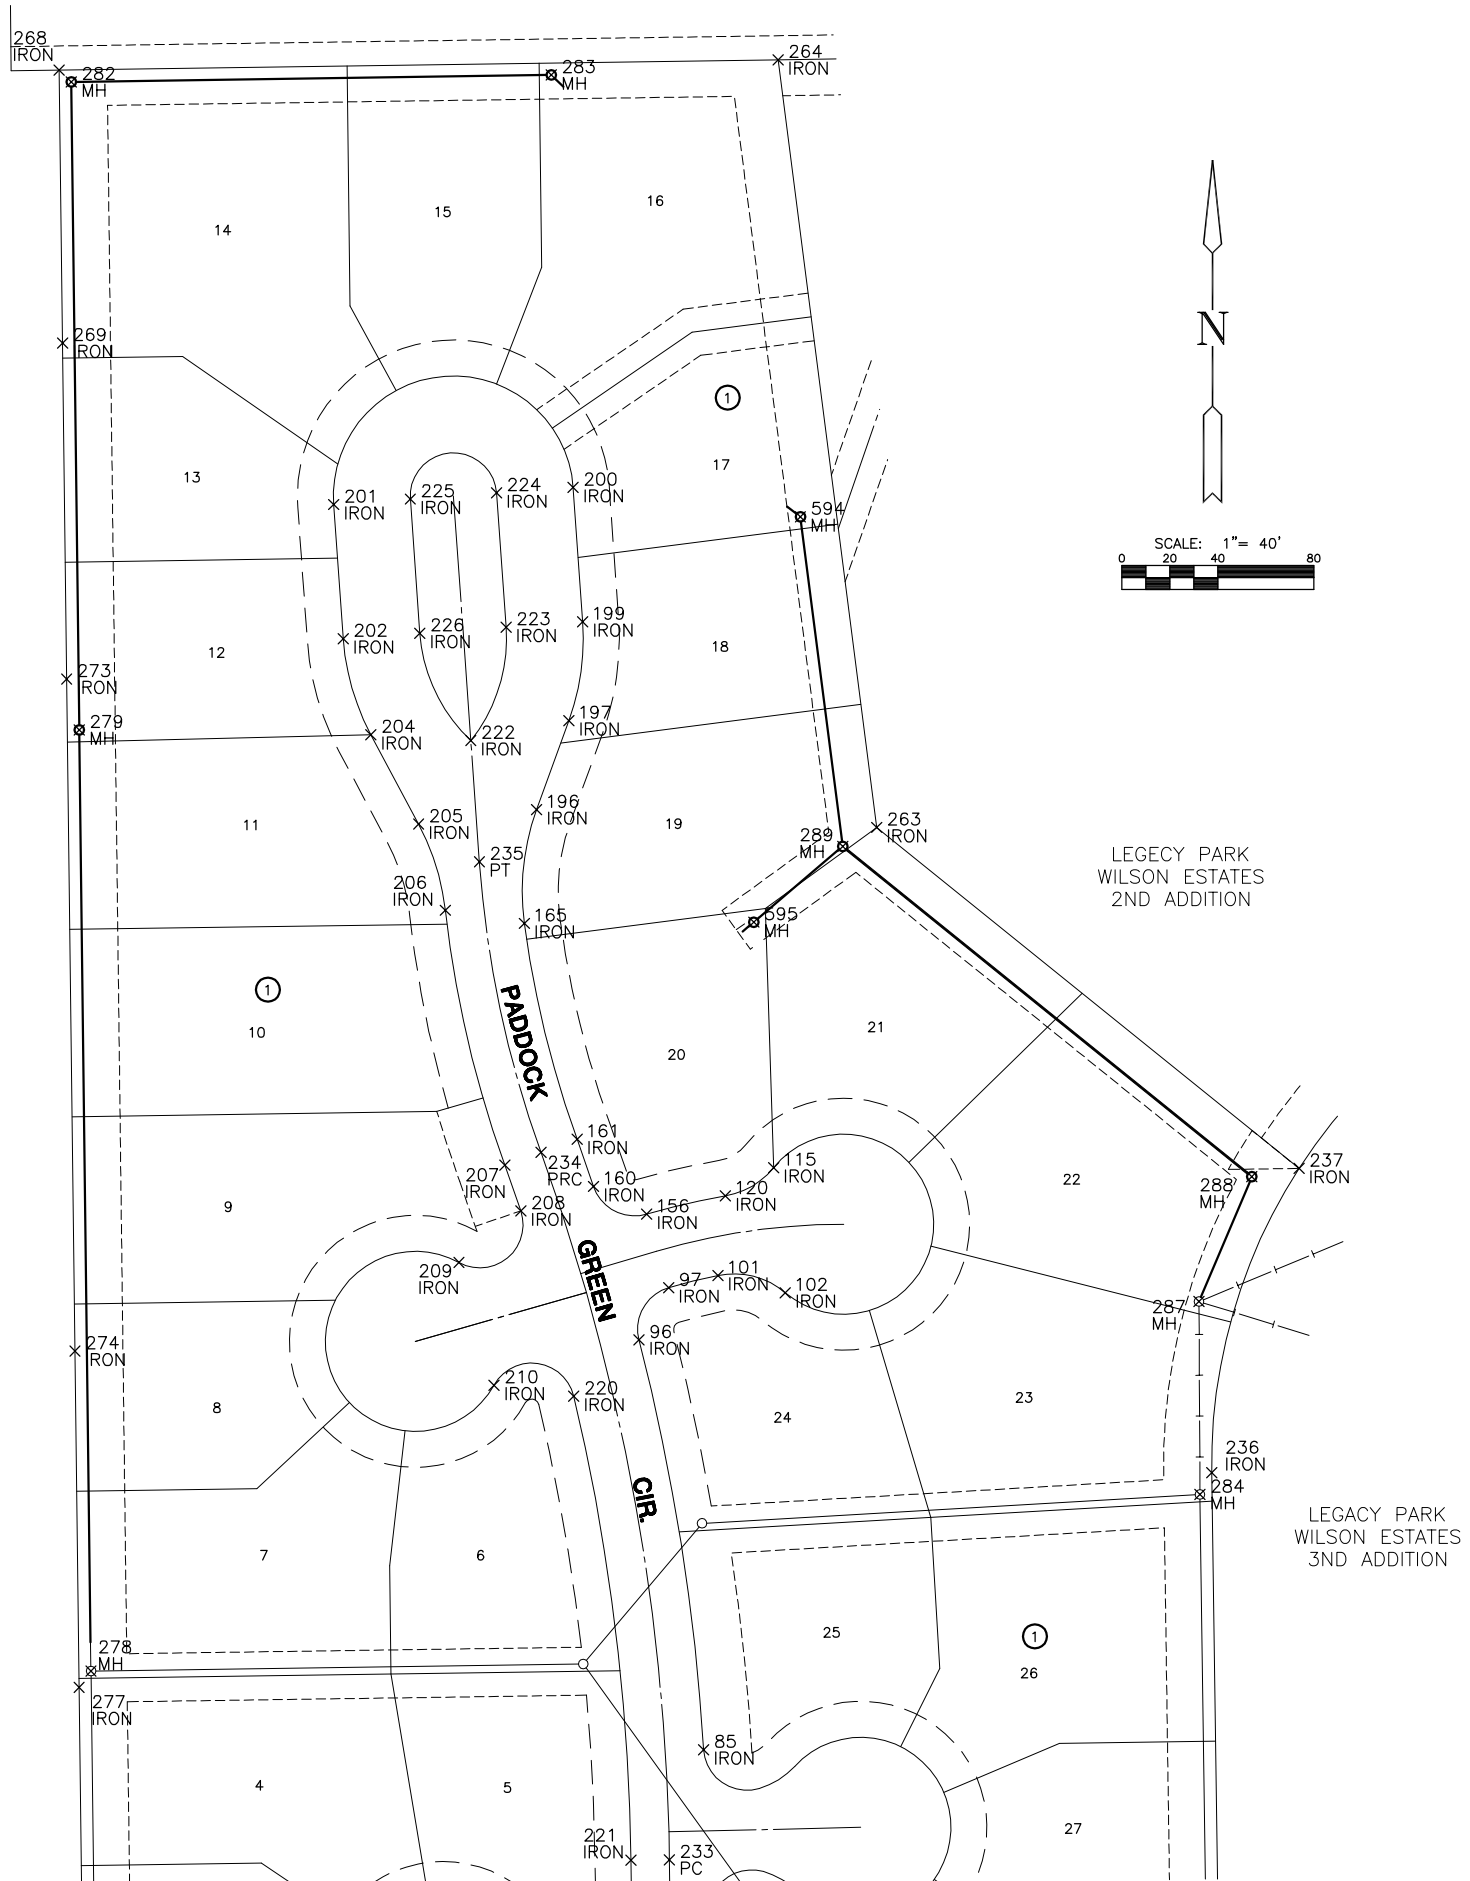 268
IRON
282
MH
283
MH
264
IRON
14
15
16
N
SCALE: 1"= 40'
0 20 40 80
269
IRON
1
13
17
201
IRON
225
IRON
224
IRON
200
IRON
594
MH
12
202
IRON
226
IRON
223
IRON
199
IRON
18
273
IRON
279
MH
204
IRON
222
IRON
197
IRON
11
205
IRON
196
IRON
19
289
MH
263
IRON
235
PT
LEGECY PARK
WILSON ESTATES
2ND ADDITION
206
IRON
165
IRON
595
MH
1
10
PADDOCK
20
21
161
IRON
234
PRC
207
IRON
160
IRON
115
IRON
120
IRON
156
IRON
208
IRON
22
237
IRON
288
MH
9
209
IRON
GREEN
97
IRON
101
IRON
102
IRON
287
MH
274
IRON
96
IRON
8
210
IRON
220
IRON
24
23
236
IRON
284
MH
CIR.
LEGACY PARK
WILSON ESTATES
3ND ADDITION
7
6
25
1
26
278
MH
277
IRON
85
IRON
4
5
27
221
IRON
233
PC